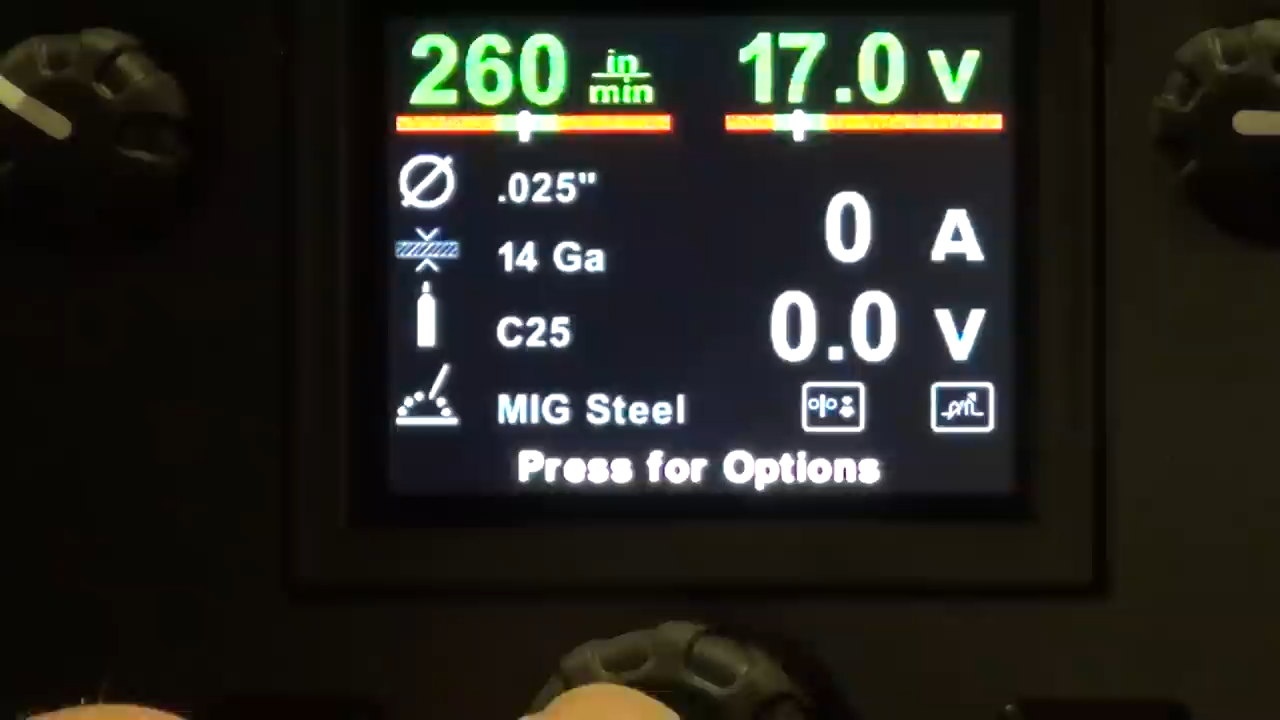 260 in/min 17.0 V
.025"
0 A
14 Ga
0.0 V
C25
MIG Steel
Press for Options